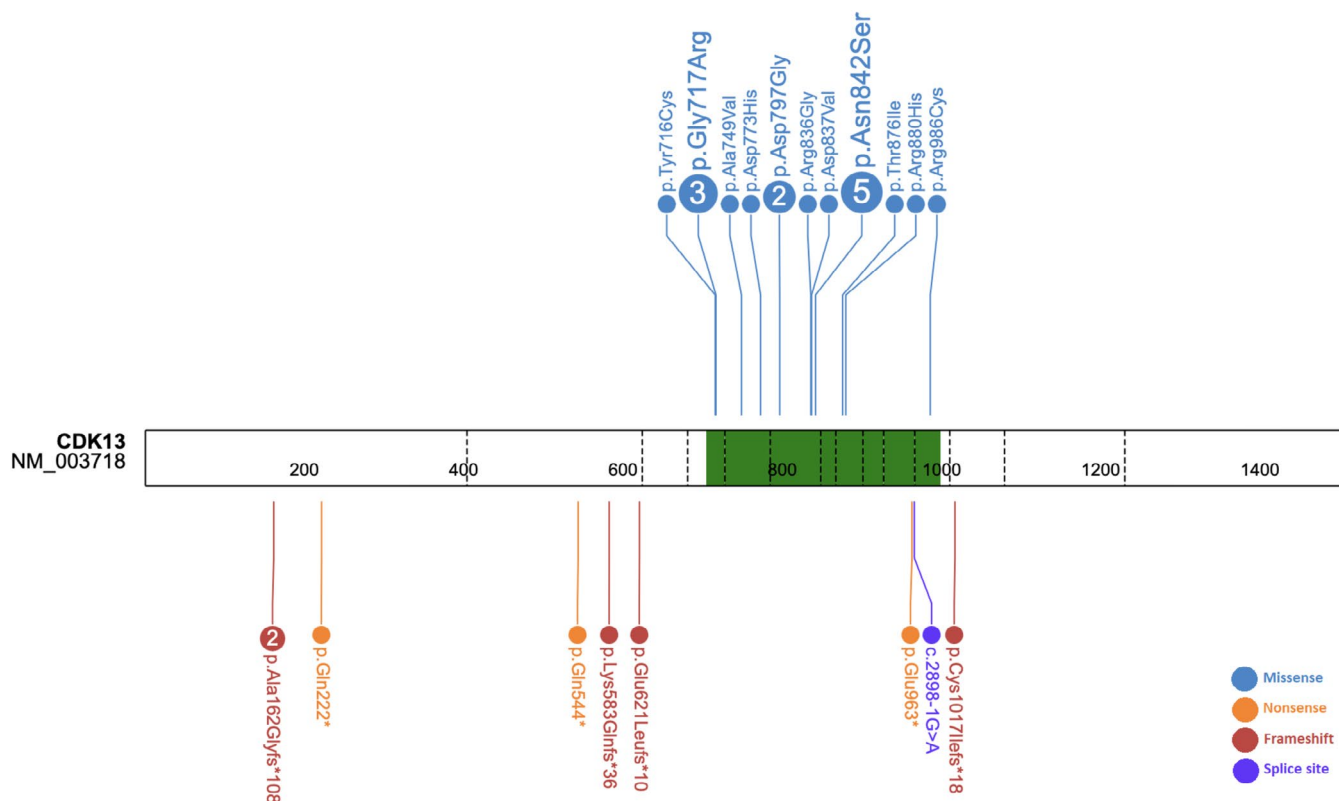 p.Tyr716Cys
p.Gly717Arg
p.Ala749Val
p.Asp773His
p.Asp797Gly
p.Arg836Gly
p.Asp837Val
p.Asn842Ser
p.Thr876Ile
p.Arg880His
p.Arg986Cys
3
2
5
CDK13
NM_003718
200
400
600
800
1000
1200
1400
2
p.Ala162Glyfs*108
p.Gln222*
p.Gln544*
p.Lys583Glnfs*36
p.Glu621Leufs*10
p.Glu963*
c.2898-1G>A
p.Cys1017Ilefs*18
Missense
Nonsense
Frameshift
Splice site